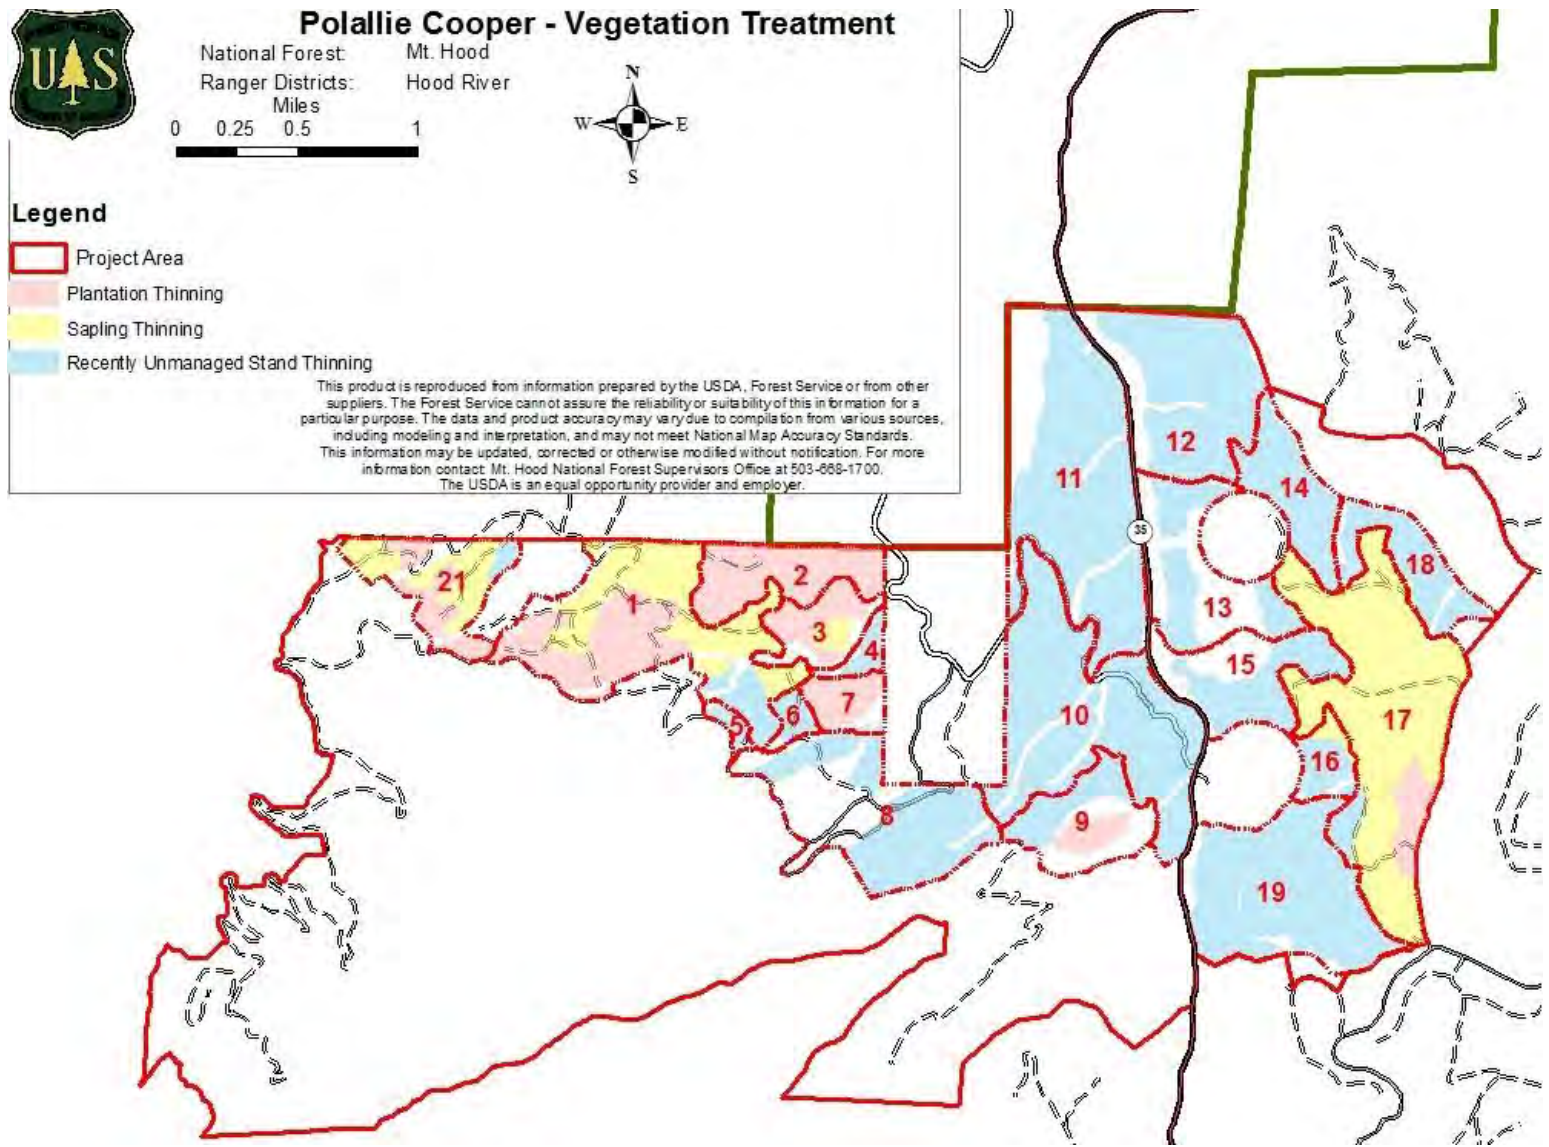 Polallie Cooper - Vegetation Treatment
National Forest: Mt. Hood
Ranger Districts: Hood River
Miles
0 0.25 0.5 1
N
W E
S
UAS
Legend
Project Area
Plantation Thinning
Sapling Thinning
Recently Unmanaged Stand Thinning
This product is reproduced from information prepared by the USDA, Forest Service or from other
suppliers. The Forest Service cannot assure the reliability or suitability of this information for a
particular purpose. The data and product accuracy may vary due to compilation from various sources,
including modeling and interpretation, and may not meet National Map Accuracy Standards.
This information may be updated, corrected or otherwise modified without notification. For more
information contact: Mt. Hood National Forest Supervisors Office at 503-668-1700.
The USDA is an equal opportunity provider and employer.
12
11
14
35
2
18
21
1
13
3
4
15
7
6
5
10
17
16
8
9
19